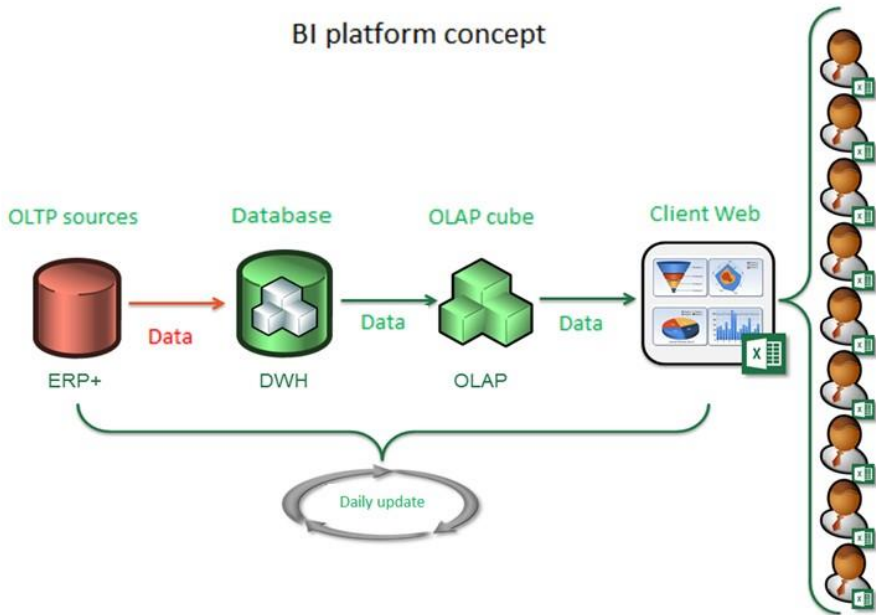 BI platform concept
OLTP sources
Database
OLAP cube
Client Web
Data
Data
Data
ERP+
DWH
OLAP
Daily update